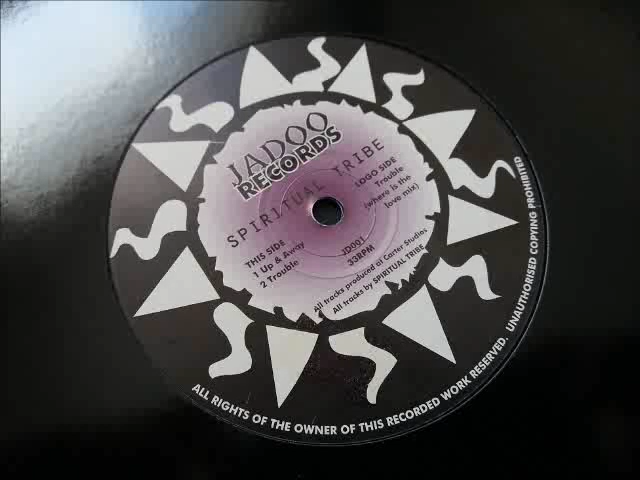 JADOO
RECORDS
SPIRITUAL TRIBE
THIS SIDE
1 Up & Away
2 Trouble
LOGO SIDE
Trouble
(where is the
love mix)
JD001
33RPM
All tracks produced at Carter Studios
All tracks by SPIRITUAL TRIBE
ALL RIGHTS OF THE OWNER OF THIS RECORDED WORK RESERVED. UNAUTHORISED COPYING PROHIBITED